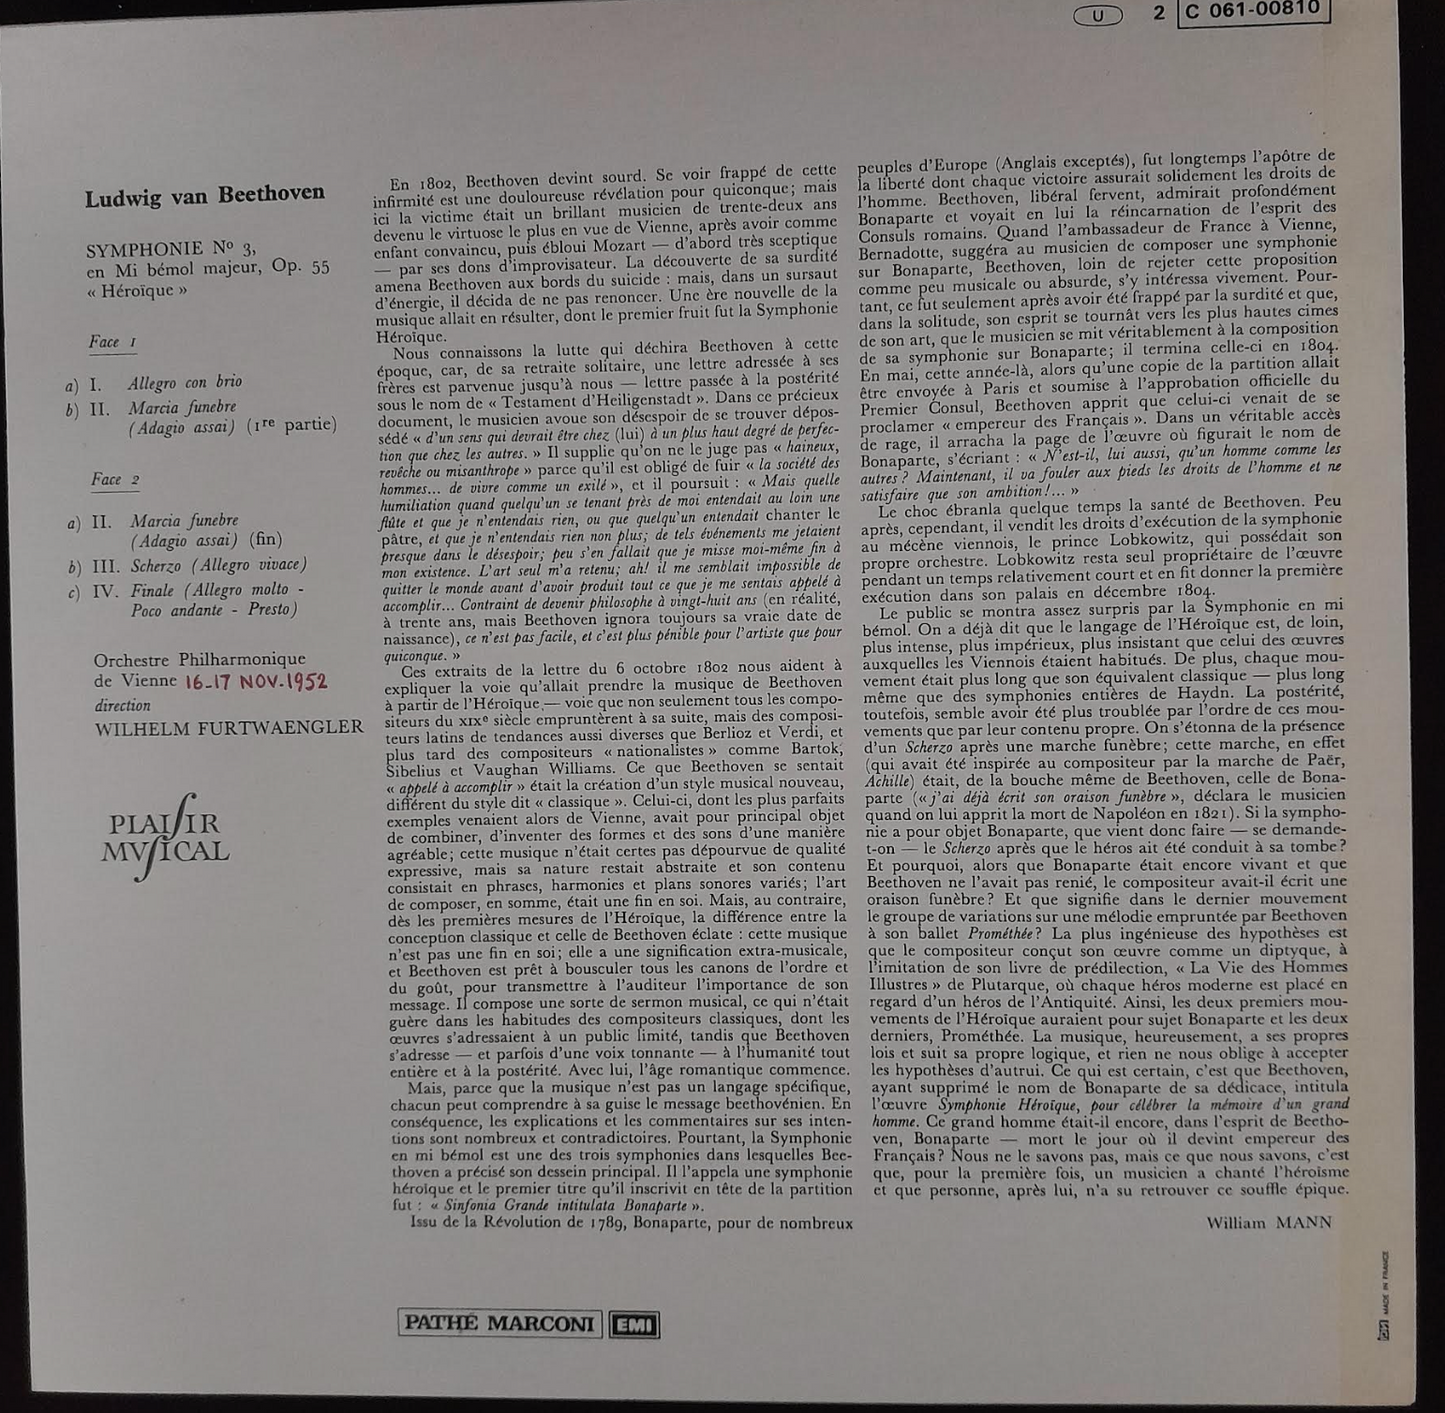 U 2 C 061-00810
Ludwig van Beethoven
SYMPHONIE Nº 3,
en Mi bémol majeur, Op. 55
« Héroïque »
Face 1
a) I. Allegro con brio
b) II. Marcia funebre
(Adagio assai) (1re partie)
Face 2
a) II. Marcia funebre
(Adagio assai) (fin)
b) III. Scherzo (Allegro vivace)
c) IV. Finale (Allegro molto -
Poco andante - Presto)
Orchestre Philharmonique
de Vienne 16-17 NOV.1952
direction
WILHELM FURTWAENGLER
PLAISIR
MVSICAL
En 1802, Beethoven devint sourd. Se voir frappé de cette
infirmité est une douloureuse révélation pour quiconque; mais
ici la victime était un brillant musicien de trente-deux ans
devenu le virtuose le plus en vue de Vienne, après avoir comme
enfant convaincu, puis ébloui Mozart — d'abord très sceptique
— par ses dons d'improvisateur. La découverte de sa surdité
amena Beethoven aux bords du suicide : mais, dans un sursaut
d'énergie, il décida de ne pas renoncer. Une ère nouvelle de la
musique allait en résulter, dont le premier fruit fut la Symphonie
Héroïque.
Nous connaissons la lutte qui déchira Beethoven à cette
époque, car, de sa retraite solitaire, une lettre adressée à ses
frères est parvenue jusqu'à nous — lettre passée à la postérité
sous le nom de « Testament d'Heiligenstadt ». Dans ce précieux
document, le musicien avoue son désespoir de se trouver dépos-
sédé « d'un sens qui devrait être chez (lui) à un plus haut degré de perfec-
tion que chez les autres. » Il supplie qu'on ne le juge pas « haineux,
revêche ou misanthrope » parce qu'il est obligé de fuir « la société des
hommes... de vivre comme un exilé », et il poursuit : « Mais quelle
humiliation quand quelqu'un se tenant près de moi entendait au loin une
flûte et que je n'entendais rien, ou que quelqu'un entendait chanter le
pâtre, et que je n'entendais rien non plus; de tels événements me jetaient
presque dans le désespoir; peu s'en fallait que je misse moi-même fin à
mon existence. L'art seul m'a retenu; ah! il me semblait impossible de
quitter le monde avant d'avoir produit tout ce que je me sentais appelé à
accomplir... Contraint de devenir philosophe à vingt-huit ans (en réalité,
à trente ans, mais Beethoven ignora toujours sa vraie date de
naissance), ce n'est pas facile, et c'est plus pénible pour l'artiste que pour
quiconque. »
Ces extraits de la lettre du 6 octobre 1802 nous aident à
expliquer la voie qu'allait prendre la musique de Beethoven
à partir de l'Héroïque — voie que non seulement tous les compo-
siteurs du XIXe siècle empruntèrent à sa suite, mais des composi-
teurs latins de tendances aussi diverses que Berlioz et Verdi, et
plus tard des compositeurs « nationalistes » comme Bartok,
Sibelius et Vaughan Williams. Ce que Beethoven se sentait
« appelé à accomplir » était la création d'un style musical nouveau,
différent du style dit « classique ». Celui-ci, dont les plus parfaits
exemples venaient alors de Vienne, avait pour principal objet
de combiner, d'inventer des formes et des sons d'une manière
agréable; cette musique n'était certes pas dépourvue de qualité
expressive, mais sa nature restait abstraite et son contenu
consistait en phrases, harmonies et plans sonores variés; l'art
de composer, en somme, était une fin en soi. Mais, au contraire,
dès les premières mesures de l'Héroïque, la différence entre la
conception classique et celle de Beethoven éclate : cette musique
n'est pas une fin en soi; elle a une signification extra-musicale,
et Beethoven est prêt à bousculer tous les canons de l'ordre et
du goût, pour transmettre à l'auditeur l'importance de son
message. Il compose une sorte de sermon musical, ce qui n'était
guère dans les habitudes des compositeurs classiques, dont les
œuvres s'adressaient à un public limité, tandis que Beethoven
s'adresse — et parfois d'une voix tonnante — à l'humanité tout
entière et à la postérité. Avec lui, l'âge romantique commence.
Mais, parce que la musique n'est pas un langage spécifique,
chacun peut comprendre à sa guise le message beethovénien. En
conséquence, les explications et les commentaires sur ses inten-
tions sont nombreux et contradictoires. Pourtant, la Symphonie
en mi bémol est une des trois symphonies dans lesquelles Bee-
thoven a précisé son dessein principal. Il l'appela une symphonie
héroïque et le premier titre qu'il inscrivit en tête de la partition
fut : « Sinfonia Grande intitulata Bonaparte ».
Issu de la Révolution de 1789, Bonaparte, pour de nombreux
peuples d'Europe (Anglais exceptés), fut longtemps l'apôtre de
la liberté dont chaque victoire assurait solidement les droits de
l'homme. Beethoven, libéral fervent, admirait profondément
Bonaparte et voyait en lui la réincarnation de l'esprit des
Consuls romains. Quand l'ambassadeur de France à Vienne,
Bernadotte, suggéra au musicien de composer une symphonie
sur Bonaparte, Beethoven, loin de rejeter cette proposition
comme peu musicale ou absurde, s'y intéressa vivement. Pour-
tant, ce fut seulement après avoir été frappé par la surdité et que,
dans la solitude, son esprit se tournât vers les plus hautes cimes
de son art, que le musicien se mit véritablement à la composition
de sa symphonie sur Bonaparte; il termina celle-ci en 1804.
En mai, cette année-là, alors qu'une copie de la partition allait
être envoyée à Paris et soumise à l'approbation officielle du
Premier Consul, Beethoven apprit que celui-ci venait de se
proclamer « empereur des Français ». Dans un véritable accès
de rage, il arracha la page de l'œuvre où figurait le nom de
Bonaparte, s'écriant : « N'est-il, lui aussi, qu'un homme comme les
autres ? Maintenant, il va fouler aux pieds les droits de l'homme et ne
satisfaire que son ambition!... »
Le choc ébranla quelque temps la santé de Beethoven. Peu
après, cependant, il vendit les droits d'exécution de la symphonie
au mécène viennois, le prince Lobkowitz, qui possédait son
propre orchestre. Lobkowitz resta seul propriétaire de l'œuvre
pendant un temps relativement court et en fit donner la première
exécution dans son palais en décembre 1804.
Le public se montra assez surpris par la Symphonie en mi
bémol. On a déjà dit que le langage de l'Héroïque est, de loin,
plus intense, plus impérieux, plus insistant que celui des œuvres
auxquelles les Viennois étaient habitués. De plus, chaque mou-
vement était plus long que son équivalent classique — plus long
même que des symphonies entières de Haydn. La postérité,
toutefois, semble avoir été plus troublée par l'ordre de ces mou-
vements que par leur contenu propre. On s'étonna de la présence
d'un Scherzo après une marche funèbre; cette marche, en effet
(qui avait été inspirée au compositeur par la marche de Paër,
Achille) était, de la bouche même de Beethoven, celle de Bona-
parte (« j'ai déjà écrit son oraison funèbre », déclara le musicien
quand on lui apprit la mort de Napoléon en 1821). Si la sympho-
nie a pour objet Bonaparte, que vient donc faire — se demande-
t-on — le Scherzo après que le héros ait été conduit à sa tombe?
Et pourquoi, alors que Bonaparte était encore vivant et que
Beethoven ne l'avait pas renié, le compositeur avait-il écrit une
oraison funèbre? Et que signifie dans le dernier mouvement
le groupe de variations sur une mélodie empruntée par Beethoven
à son ballet Prométhée? La plus ingénieuse des hypothèses est
que le compositeur conçut son œuvre comme un diptyque, à
l'imitation de son livre de prédilection, « La Vie des Hommes
Illustres » de Plutarque, où chaque héros moderne est placé en
regard d'un héros de l'Antiquité. Ainsi, les deux premiers mou-
vements de l'Héroïque auraient pour sujet Bonaparte et les deux
derniers, Prométhée. La musique, heureusement, a ses propres
lois et suit sa propre logique, et rien ne nous oblige à accepter
les hypothèses d'autrui. Ce qui est certain, c'est que Beethoven,
ayant supprimé le nom de Bonaparte de sa dédicace, intitula
l'œuvre Symphonie Héroïque, pour célébrer la mémoire d'un grand
homme. Ce grand homme était-il encore, dans l'esprit de Beetho-
ven, Bonaparte — mort le jour où il devint empereur des
Français? Nous ne le savons pas, mais ce que nous savons, c'est
que, pour la première fois, un musicien a chanté l'héroïsme
et que personne, après lui, n'a su retrouver ce souffle épique.
William MANN
PATHÉ MARCONI EMI
MADE IN FRANCE